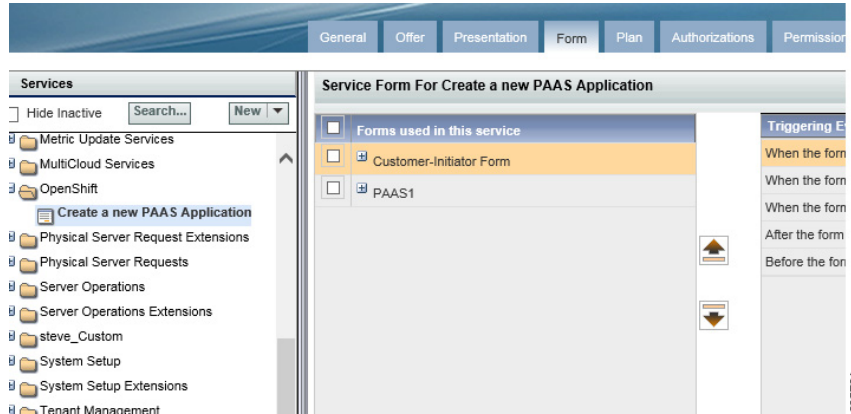 General Offer Presentation Form Plan Authorizations
Services
Hide Inactive Search... New
Metric Update Services
MultiCloud Services
OpenShift
Create a new PAAS Application
Physical Server Request Extensions
Physical Server Requests
Server Operations
Server Operations Extensions
steve_Custom
System Setup
System Setup Extensions
Tenant Management
Service Form For Create a new PAAS Application
Forms used in this service
Customer-Initiator Form
PAAS1
Triggering
When the form
When the form
When the form
After the form
Before the